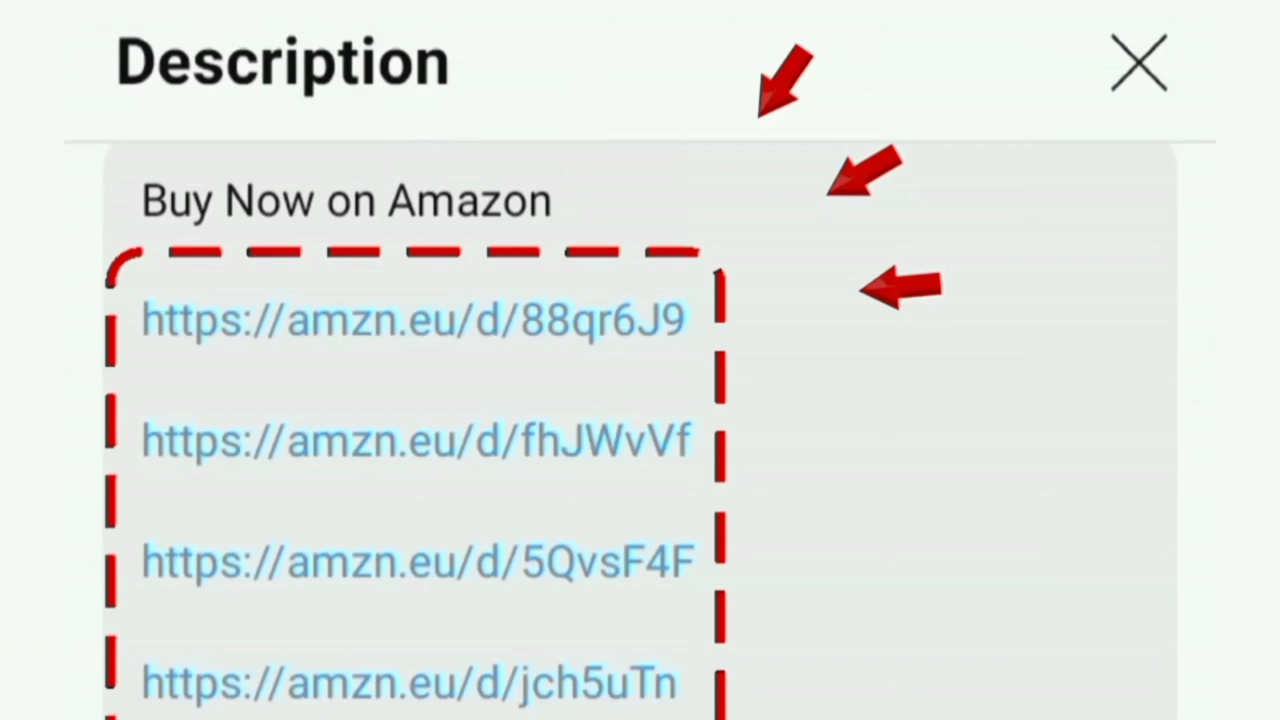 Description
Buy Now on Amazon
https://amzn.eu/d/88qr6J9
https://amzn.eu/d/fhJWvVf
https://amzn.eu/d/5QvsF4F
https://amzn.eu/d/jch5uTn